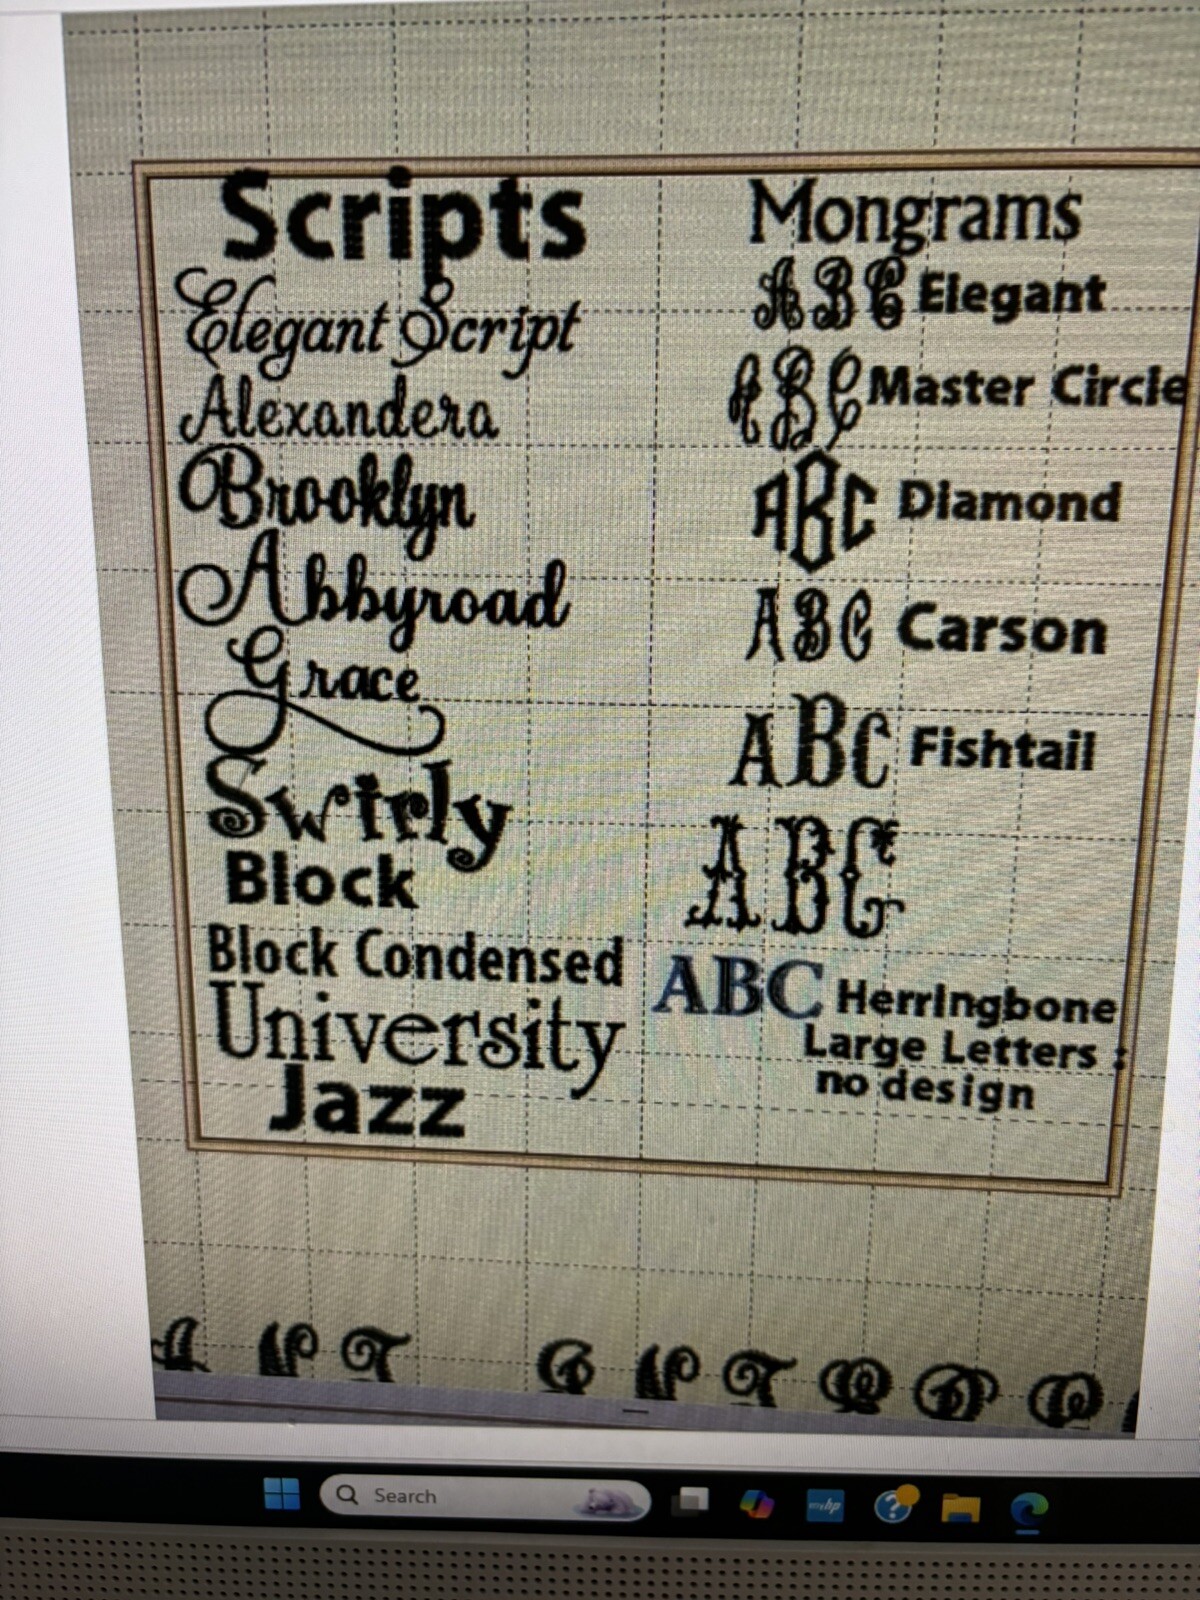 Scripts
Elegant Script
Alexandera
Brooklyn
Abbyroad
Grace
Swirly
Block
Block Condensed
University
Jazz
Mongrams
ABC Elegant
ABC Master Circle
ABC Diamond
ABC Carson
ABC Fishtail
ABC
ABC Herringbone
Large Letters ;
no design
Search
myhp